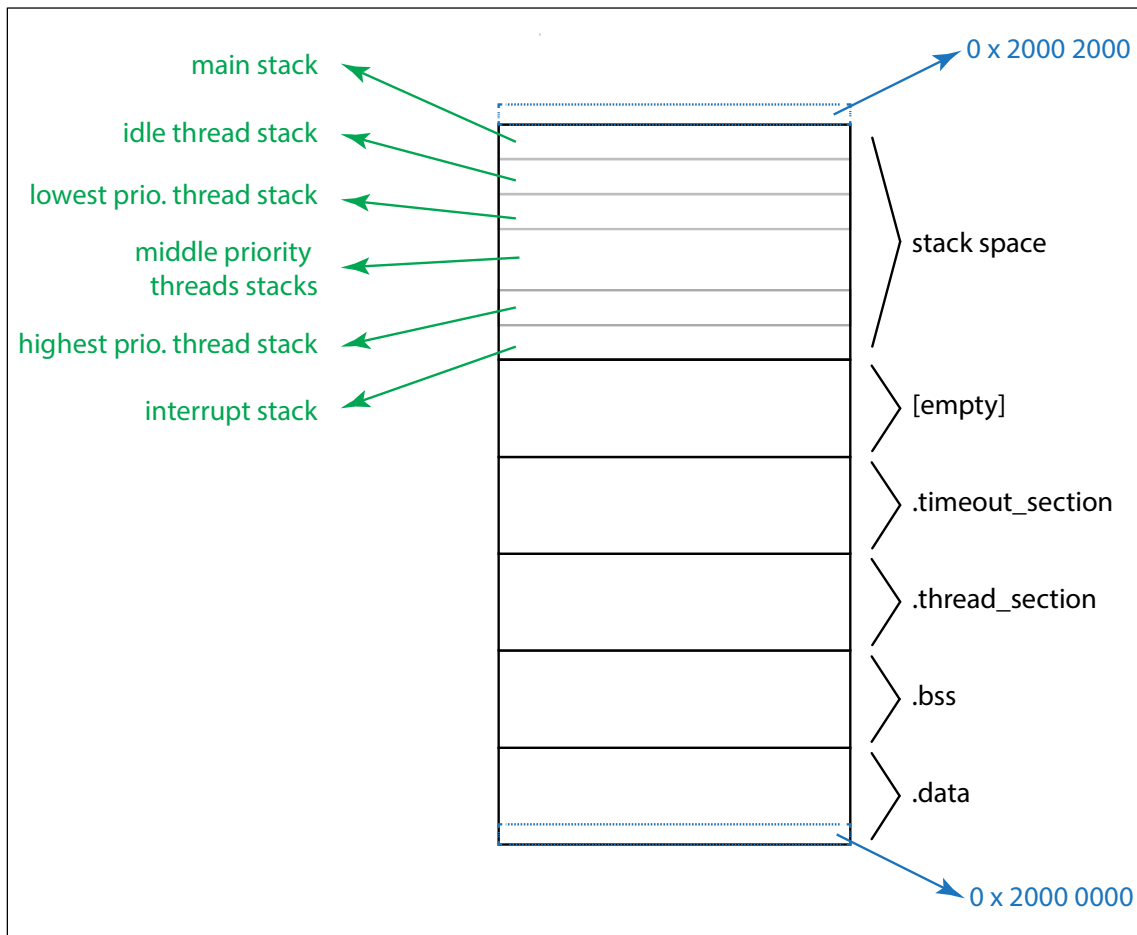 0 x 2000 2000
main stack
idle thread stack
lowest prio. thread stack
middle priority
threads stacks
highest prio. thread stack
interrupt stack
stack space
[empty]
.timeout_section
.thread_section
.bss
.data
0 x 2000 0000